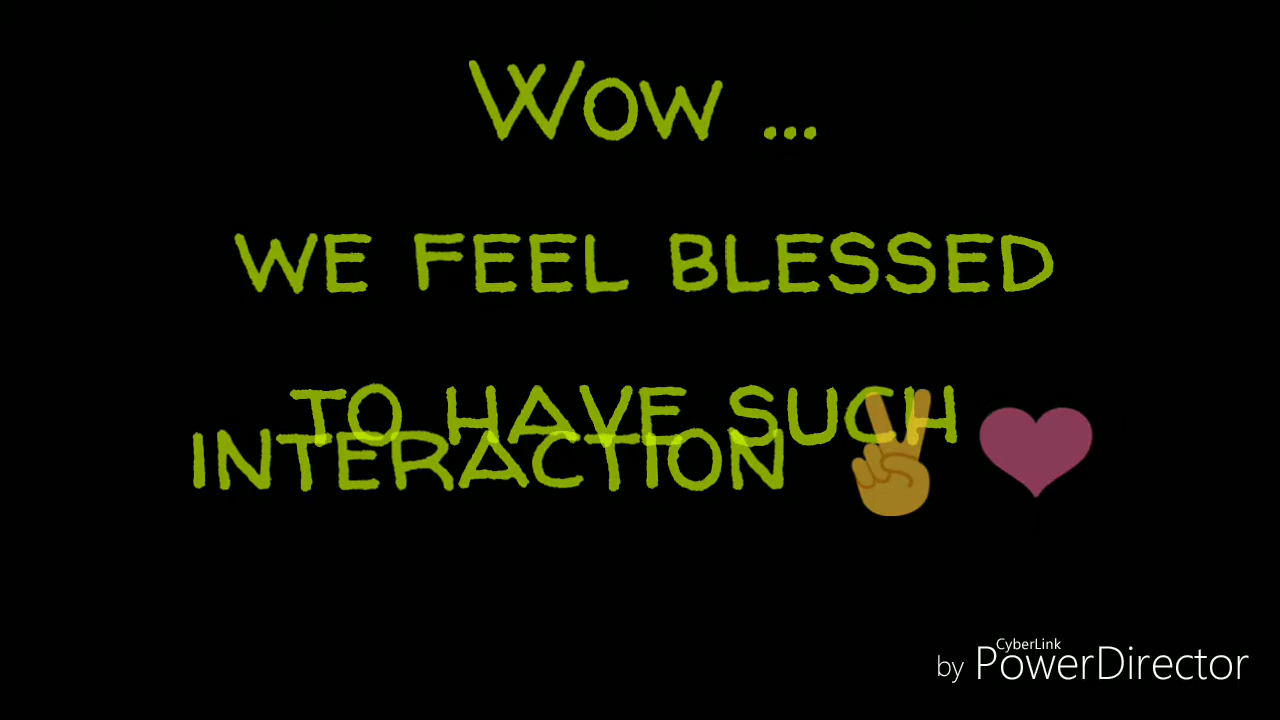 Wow ...
WE FEEL BLESSED
TO HAVE SUCH
INTERACTION ✌❤
CyberLink
by PowerDirector